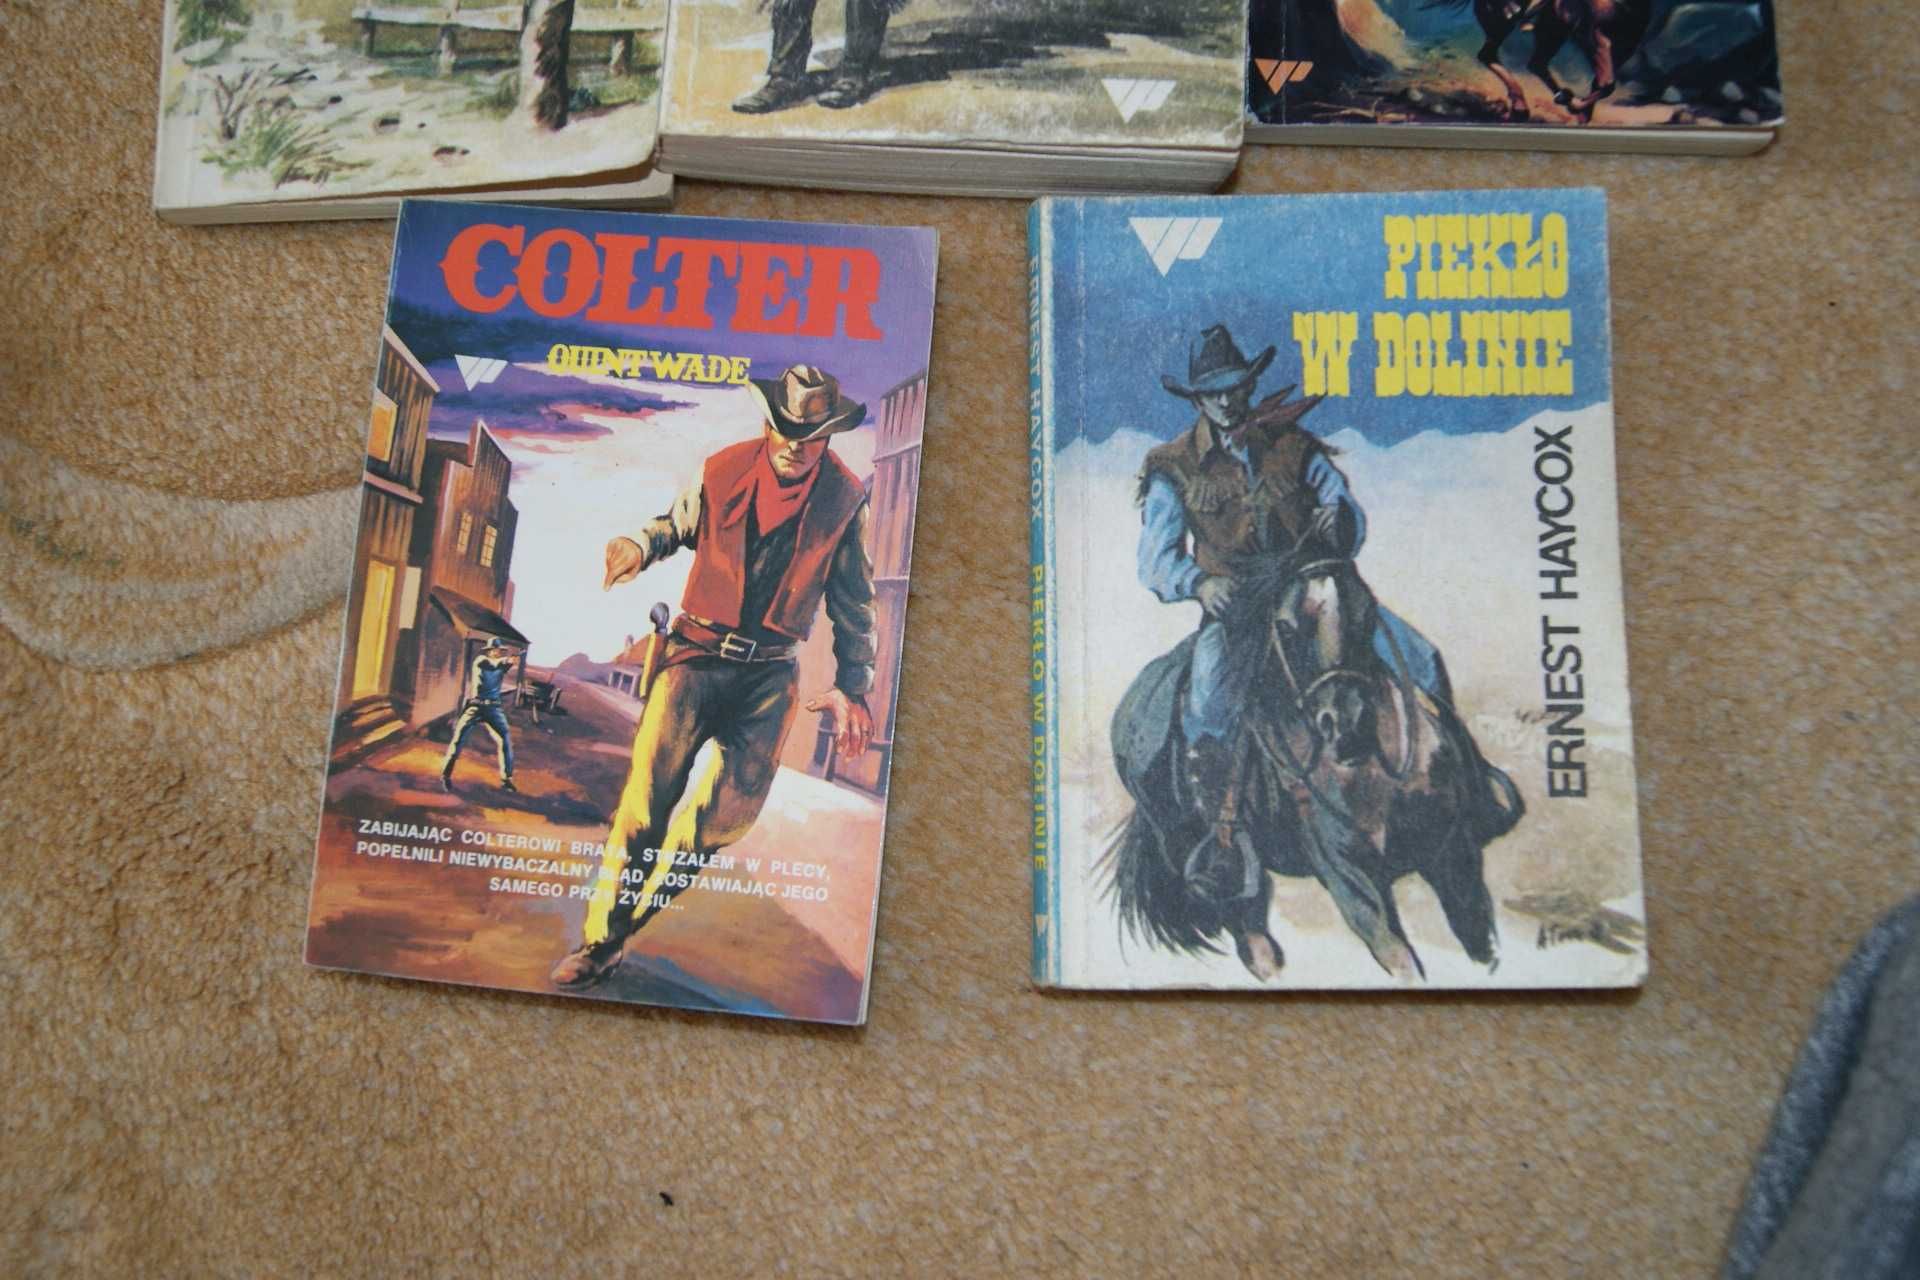 COLTER
QUINT WADE
ZABIJAJĄC COLTEROWI BRATA, STRZAŁEM W PLECY,
POPEŁNILI NIEWYBACZALNY BŁĄD, ZOSTAWIAJĄC JEGO
SAMEGO PRZY ŻYCIU...
ERNEST HAYCOX PIEKŁO W DOLINIE
PIEKŁO
W DOLINIE
ERNEST HAYCOX